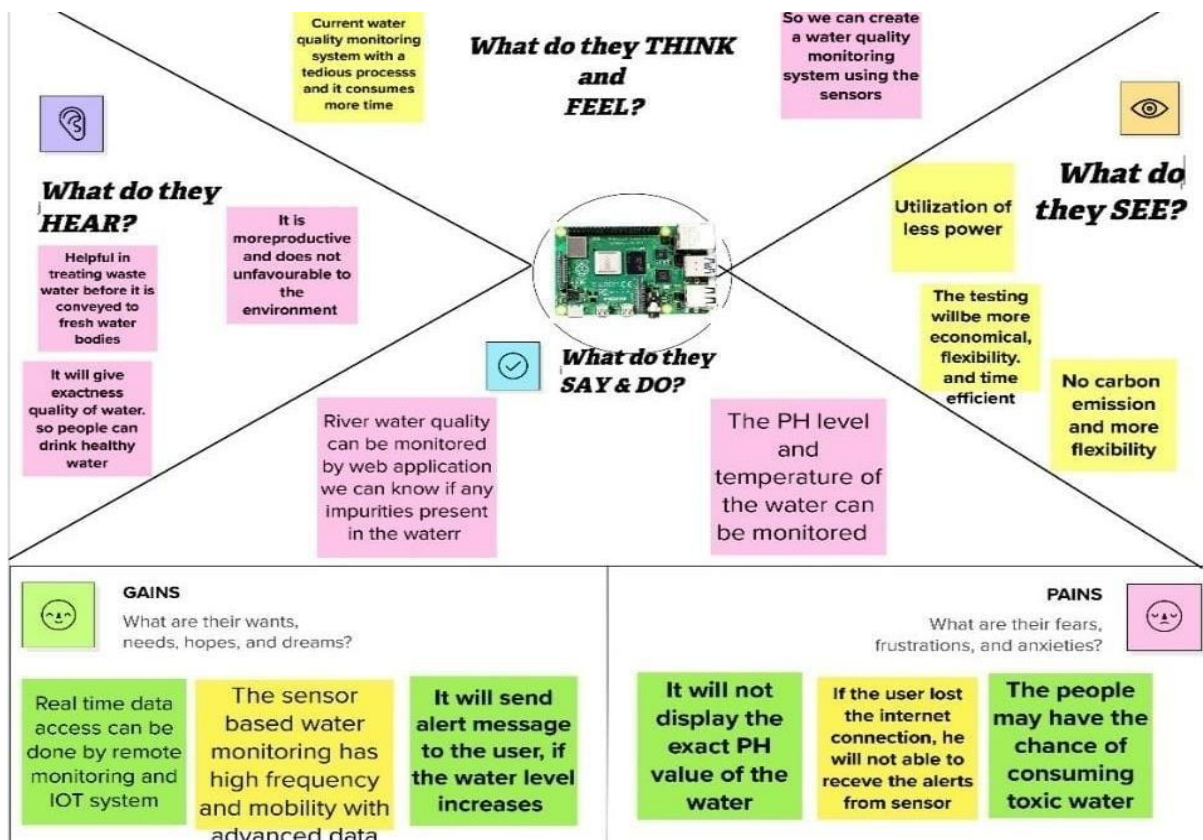 Current water
quality monitoring
system with a
tedious processs
and it consumes
more time
What do they THINK
and
FEEL?
So we can create
a water quality
monitoring
system using the
sensors
What do they
HEAR?
Helpful in
treating waste
water before it is
conveyed to
fresh water
bodies
It is
moreproductive
and does not
unfavourable to
the
environment
It will give
exactness
quality of water.
so people can
drink healthy
water
What do
they SEE?
Utilization of
less power
The testing
willbe more
economical,
flexibility.
and time
efficient
No carbon
emission
and more
flexibility
What do they
SAY & DO?
River water quality
can be monitored
by web application
we can know if any
impurities present
in the waterr
The PH level
and
temperature of
the water can
be monitored
GAINS
What are their wants,
needs, hopes, and dreams?
Real time data
access can be
done by remote
monitoring and
IOT system
The sensor
based water
monitoring has
high frequency
and mobility with
advanced data
It will send
alert message
to the user, if
the water level
increases
PAINS
What are their fears,
frustrations, and anxieties?
It will not
display the
exact PH
value of the
water
If the user lost
the internet
connection, he
will not able to
receve the alerts
from sensor
The people
may have the
chance of
consuming
toxic water